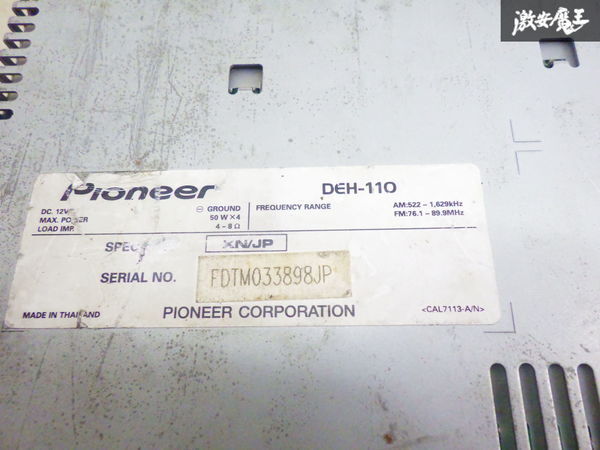 激安魔王
Pioneer DEH-110
DC. 12V ⊖ GROUND
MAX. POWER 50 W × 4
LOAD IMP. 4 – 8 Ω
FREQUENCY RANGE
AM:522 – 1,629kHz
FM:76.1 – 89.9MHz
SPEC XN/JP
SERIAL NO. FDTM033898JP
MADE IN THAILAND PIONEER CORPORATION <CAL7113-A/N>